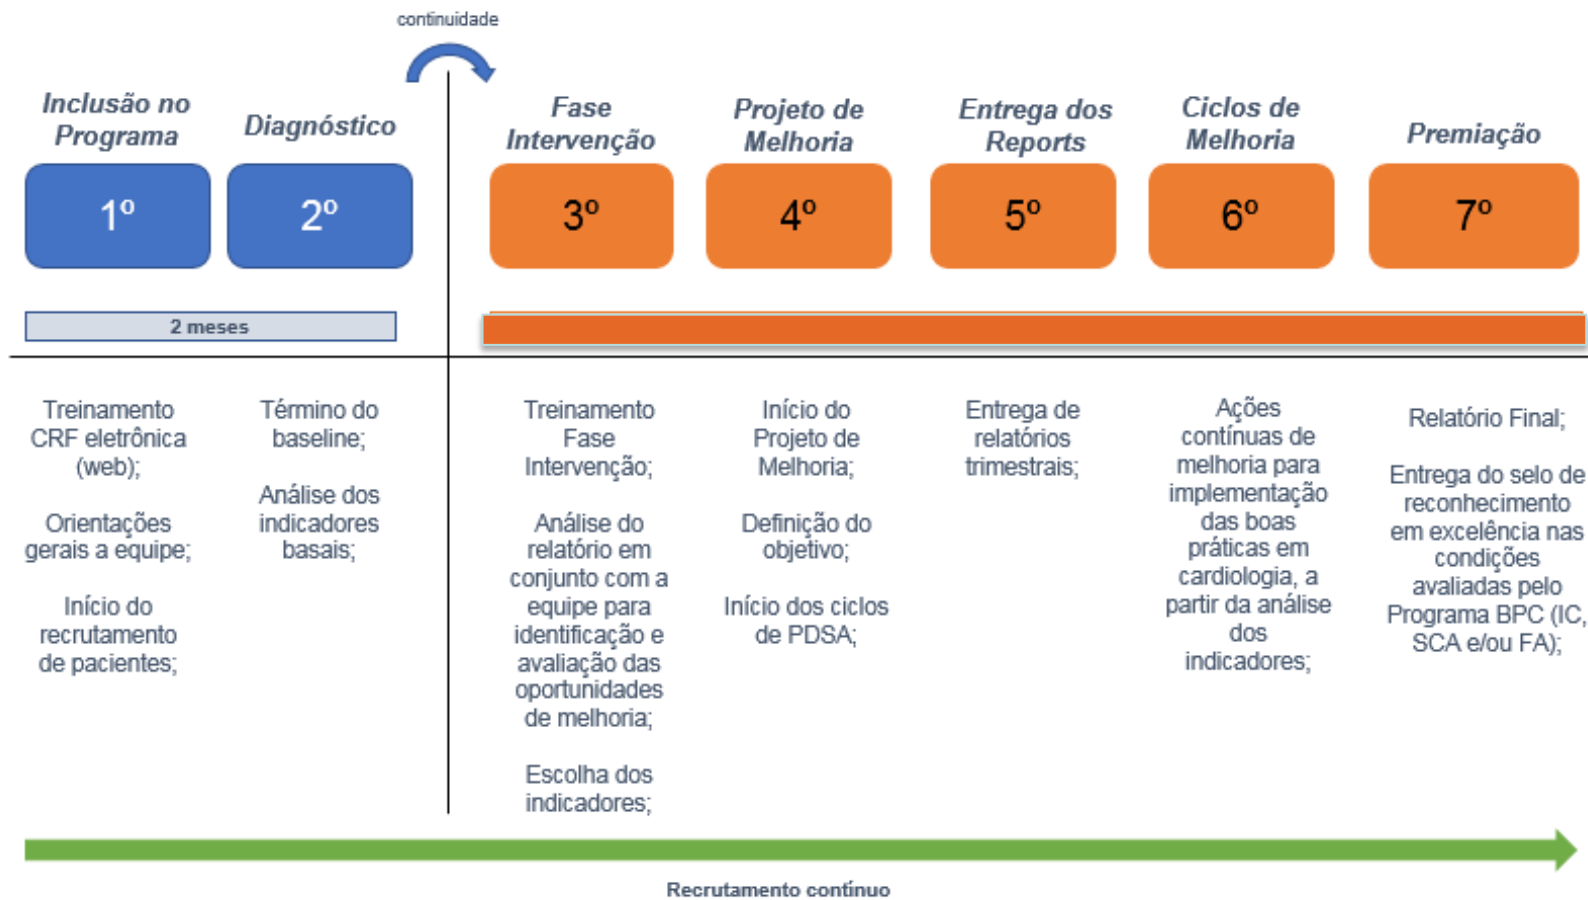 continuidade
Inclusão no
Programa
Diagnóstico
Fase
Intervenção
Projeto de
Melhoria
Entrega dos
Reports
Ciclos de
Melhoria
Premiação
1º
2º
3º
4º
5º
6º
7º
2 meses
Treinamento
CRF eletrônica
(web);
Orientações
gerais a equipe;
Início do
recrutamento
de pacientes;
Término do
baseline;
Análise dos
indicadores
basais;
Treinamento
Fase
Intervenção;
Análise do
relatório em
conjunto com a
equipe para
identificação e
avaliação das
oportunidades
de melhoria;
Escolha dos
indicadores;
Início do
Projeto de
Melhoria;
Definição do
objetivo;
Início dos ciclos
de PDSA;
Entrega de
relatórios
trimestrais;
Ações
contínuas de
melhoria para
implementação
das boas
práticas em
cardiologia, a
partir da análise
dos
indicadores;
Relatório Final;
Entrega do selo de
reconhecimento
em excelência nas
condições
avaliadas pelo
Programa BPC (IC,
SCA e/ou FA);
Recrutamento contínuo